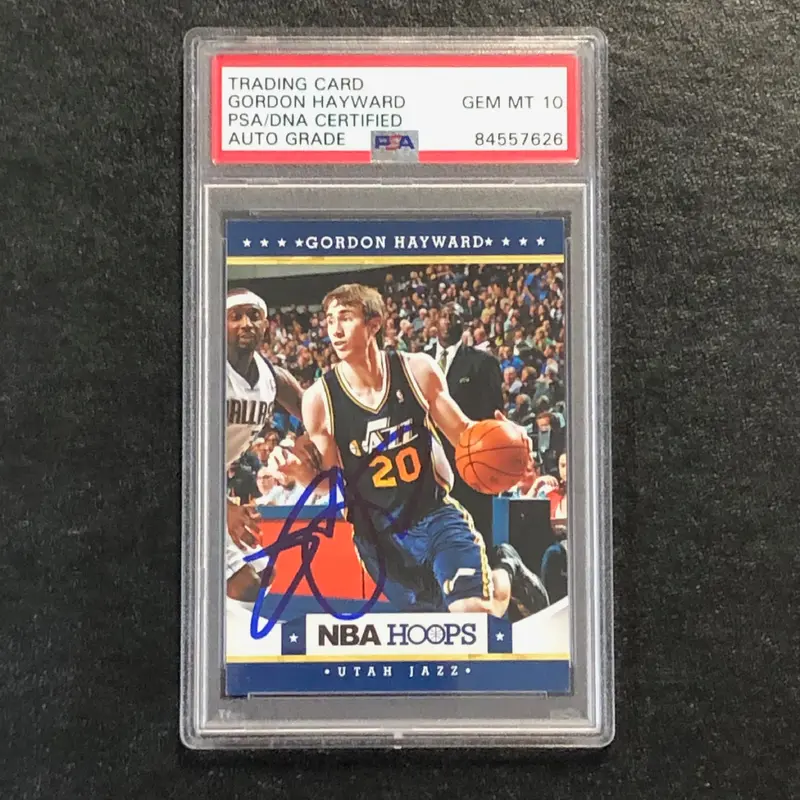 TRADING CARD
GORDON HAYWARD GEM MT 10
PSA/DNA CERTIFIED
AUTO GRADE PSA 84557626
★ ★ ★ ★GORDON HAYWARD★ ★ ★ ★
JAZZ
20
NBA HOOPS
•UTAH JAZZ•